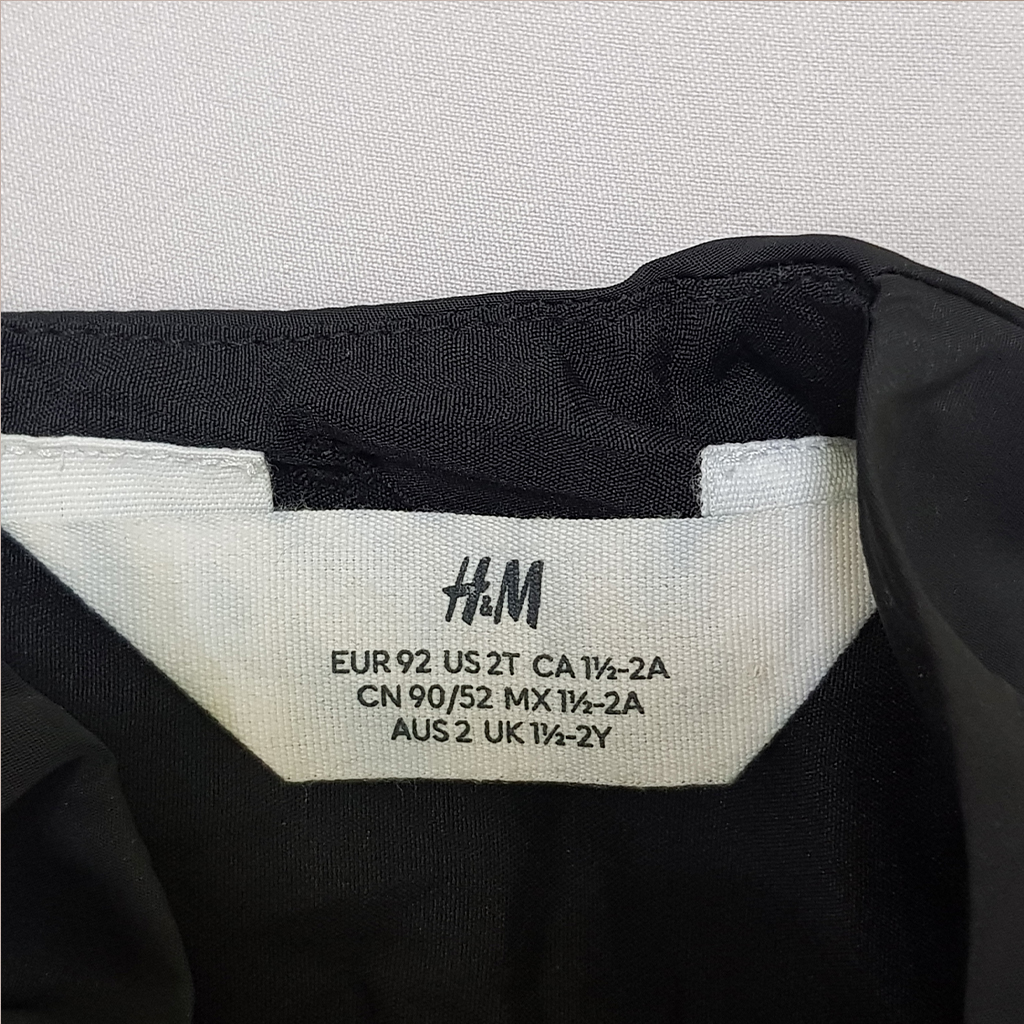 H&M
EUR 92 US 2T CA 1½-2A
CN 90/52 MX 1½-2A
AUS 2 UK 1½-2Y